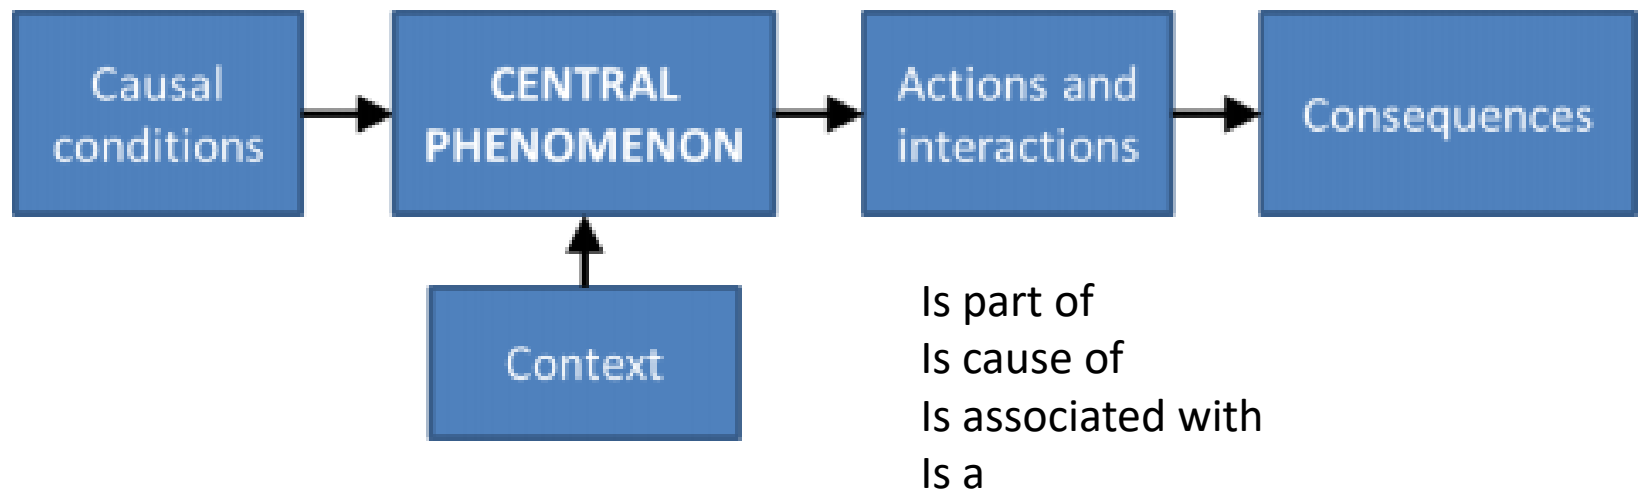 Causal
conditions
CENTRAL
PHENOMENON
Actions and
interactions
Consequences
Context
Is part of
Is cause of
Is associated with
Is a